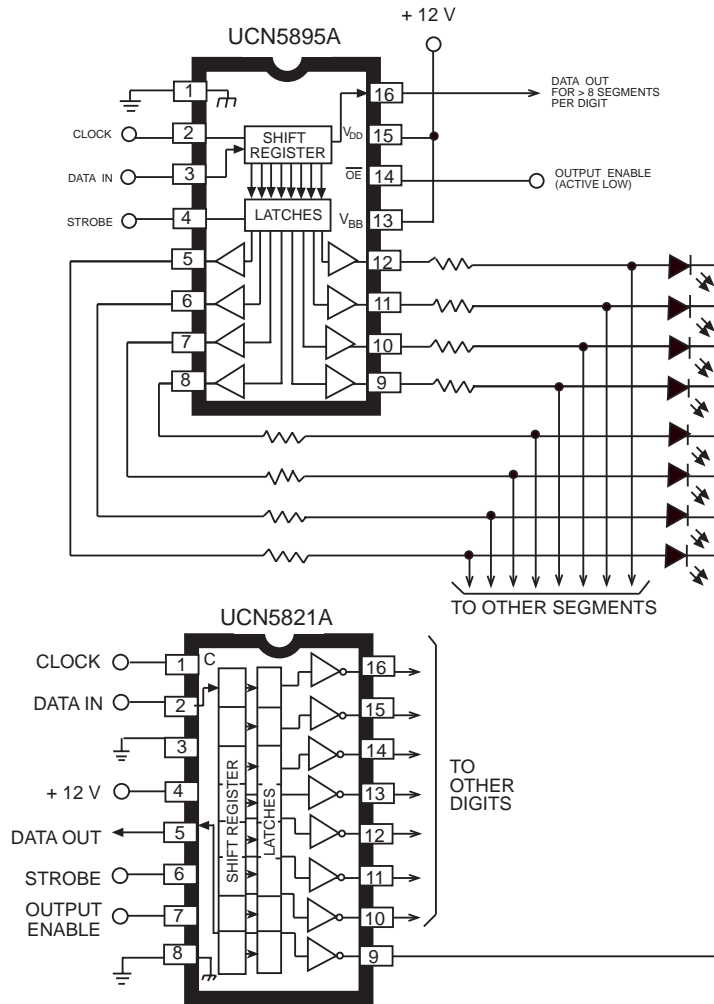 + 12 V
UCN5895A
1
16
DATA OUT
FOR > 8 SEGMENTS
PER DIGIT
CLOCK
2
SHIFT
REGISTER
VDD
15
DATA IN
3
OE
14
OUTPUT ENABLE
(ACTIVE LOW)
STROBE
4
LATCHES
VBB
13
5
12
6
11
7
10
8
9
TO OTHER SEGMENTS
UCN5821A
CLOCK
1
C
16
DATA IN
2
15
3
14
+ 12 V
4
13
DATA OUT
5
12
STROBE
6
11
OUTPUT
ENABLE
7
10
8
9
SHIFT REGISTER
LATCHES
TO
OTHER
DIGITS